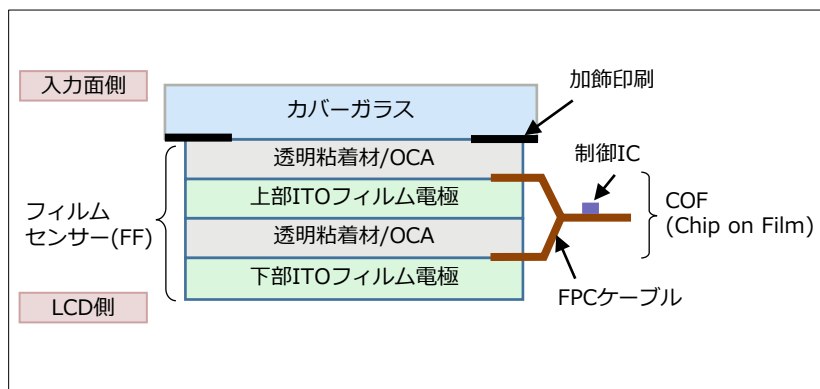 入力面側
カバーガラス
加飾印刷
透明粘着材/OCA
制御IC
上部ITOフィルム電極
フィルム
センサー(FF)
透明粘着材/OCA
COF
(Chip on Film)
下部ITOフィルム電極
FPCケーブル
LCD側